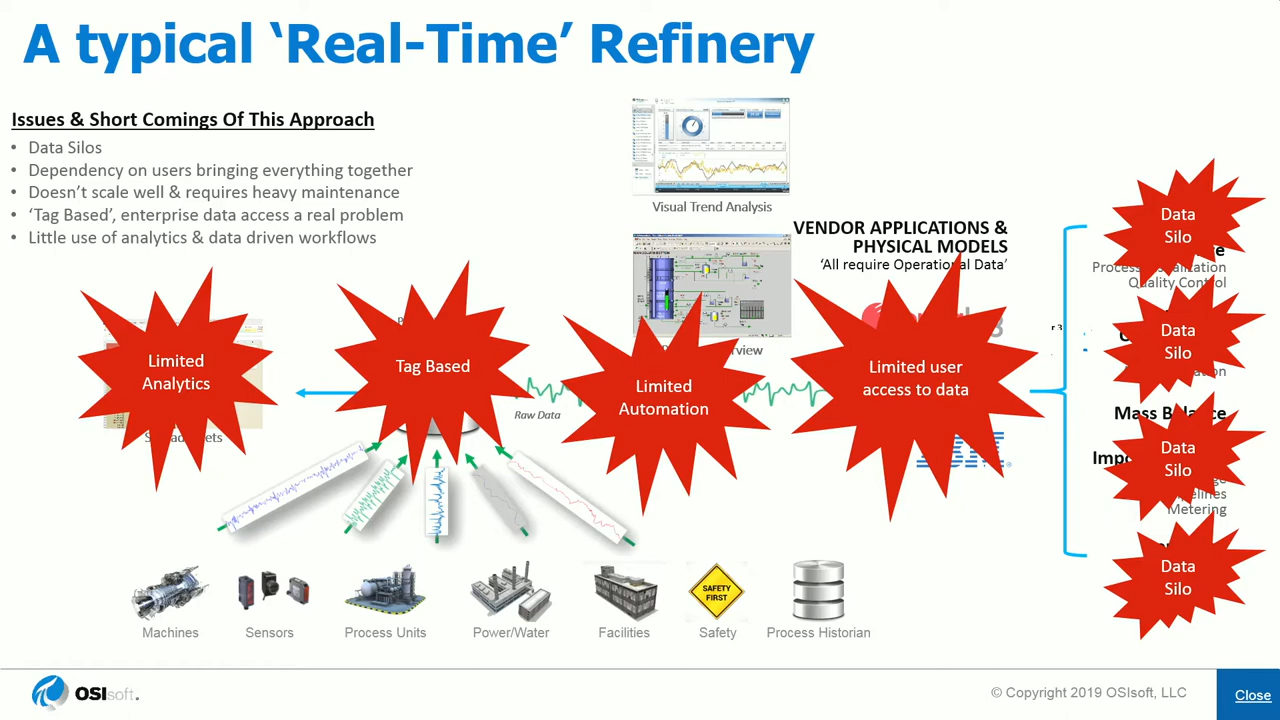 A typical ‘Real-Time’ Refinery
Issues & Short Comings Of This Approach
• Data Silos
• Dependency on users bringing everything together
• Doesn’t scale well & requires heavy maintenance
• ‘Tag Based’, enterprise data access a real problem
• Little use of analytics & data driven workflows
Visual Trend Analysis
VENDOR APPLICATIONS &
PHYSICAL MODELS
‘All require Operational Data’
Limited
Analytics
Tag Based
Raw Data
Limited
Automation
Limited user
access to data
Data
Silo
Quality Control
Data
Silo
Mass Balance
Data
Silo
Metering
Data
Silo
Machines
Sensors
Process Units
Power/Water
Facilities
SAFETY
FIRST
Safety
Process Historian
OSIsoft.
© Copyright 2019 OSIsoft, LLC
Close